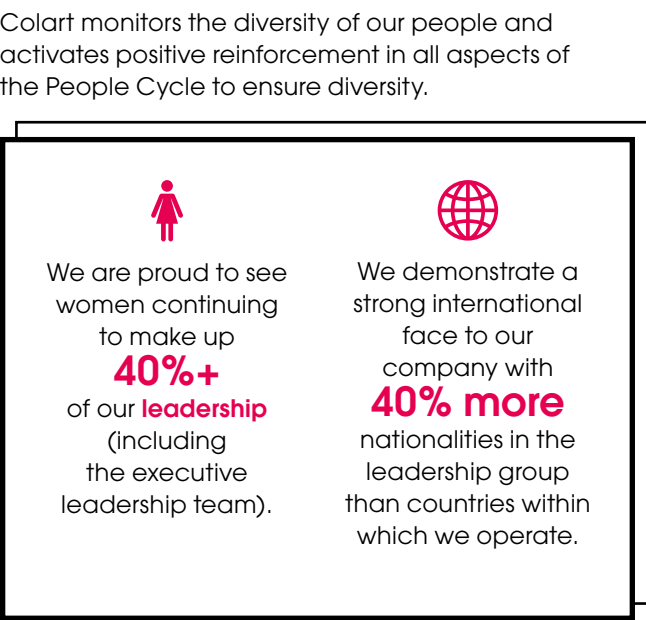 Colart monitors the diversity of our people and
activates positive reinforcement in all aspects of
the People Cycle to ensure diversity.
We are proud to see
women continuing
to make up
40%+
of our leadership
(including
the executive
leadership team).
We demonstrate a
strong international
face to our
company with
40% more
nationalities in the
leadership group
than countries within
which we operate.